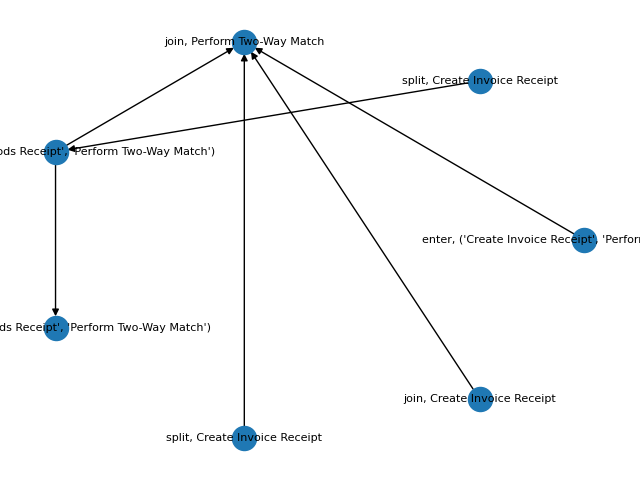 join, Perform Two-Way Match
split, Create Invoice Receipt
ods Receipt', 'Perform Two-Way Match')
enter, ('Create Invoice Receipt', 'Perfor
ds Receipt', 'Perform Two-Way Match')
join, Create Invoice Receipt
split, Create Invoice Receipt